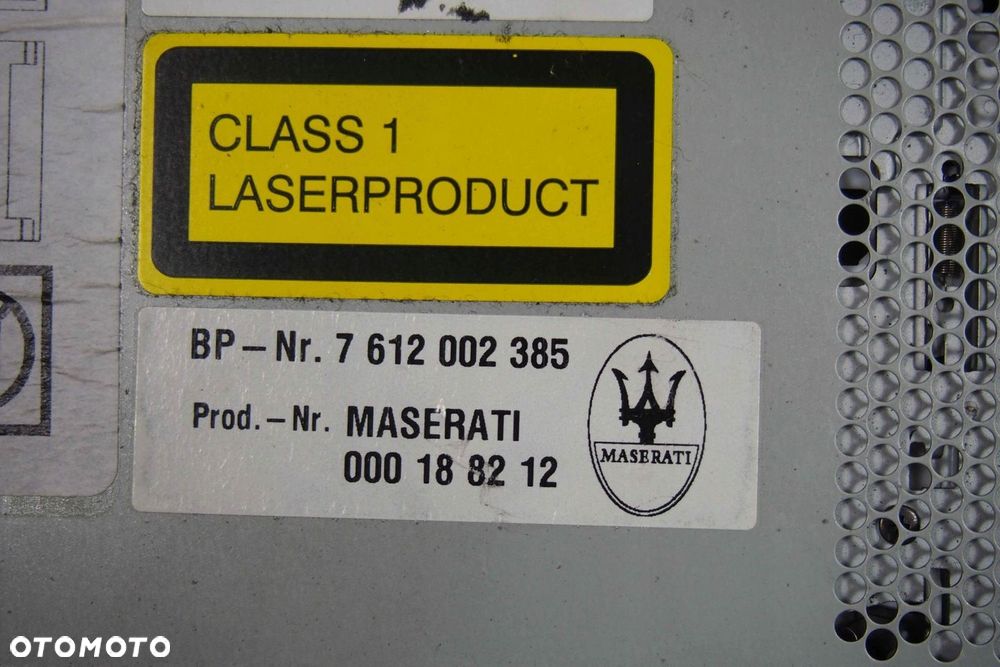 CLASS 1
LASERPRODUCT
BP-Nr. 7 612 002 385
Prod.-Nr. MASERATI
000 18 82 12
MASERATI
OTOMOTO